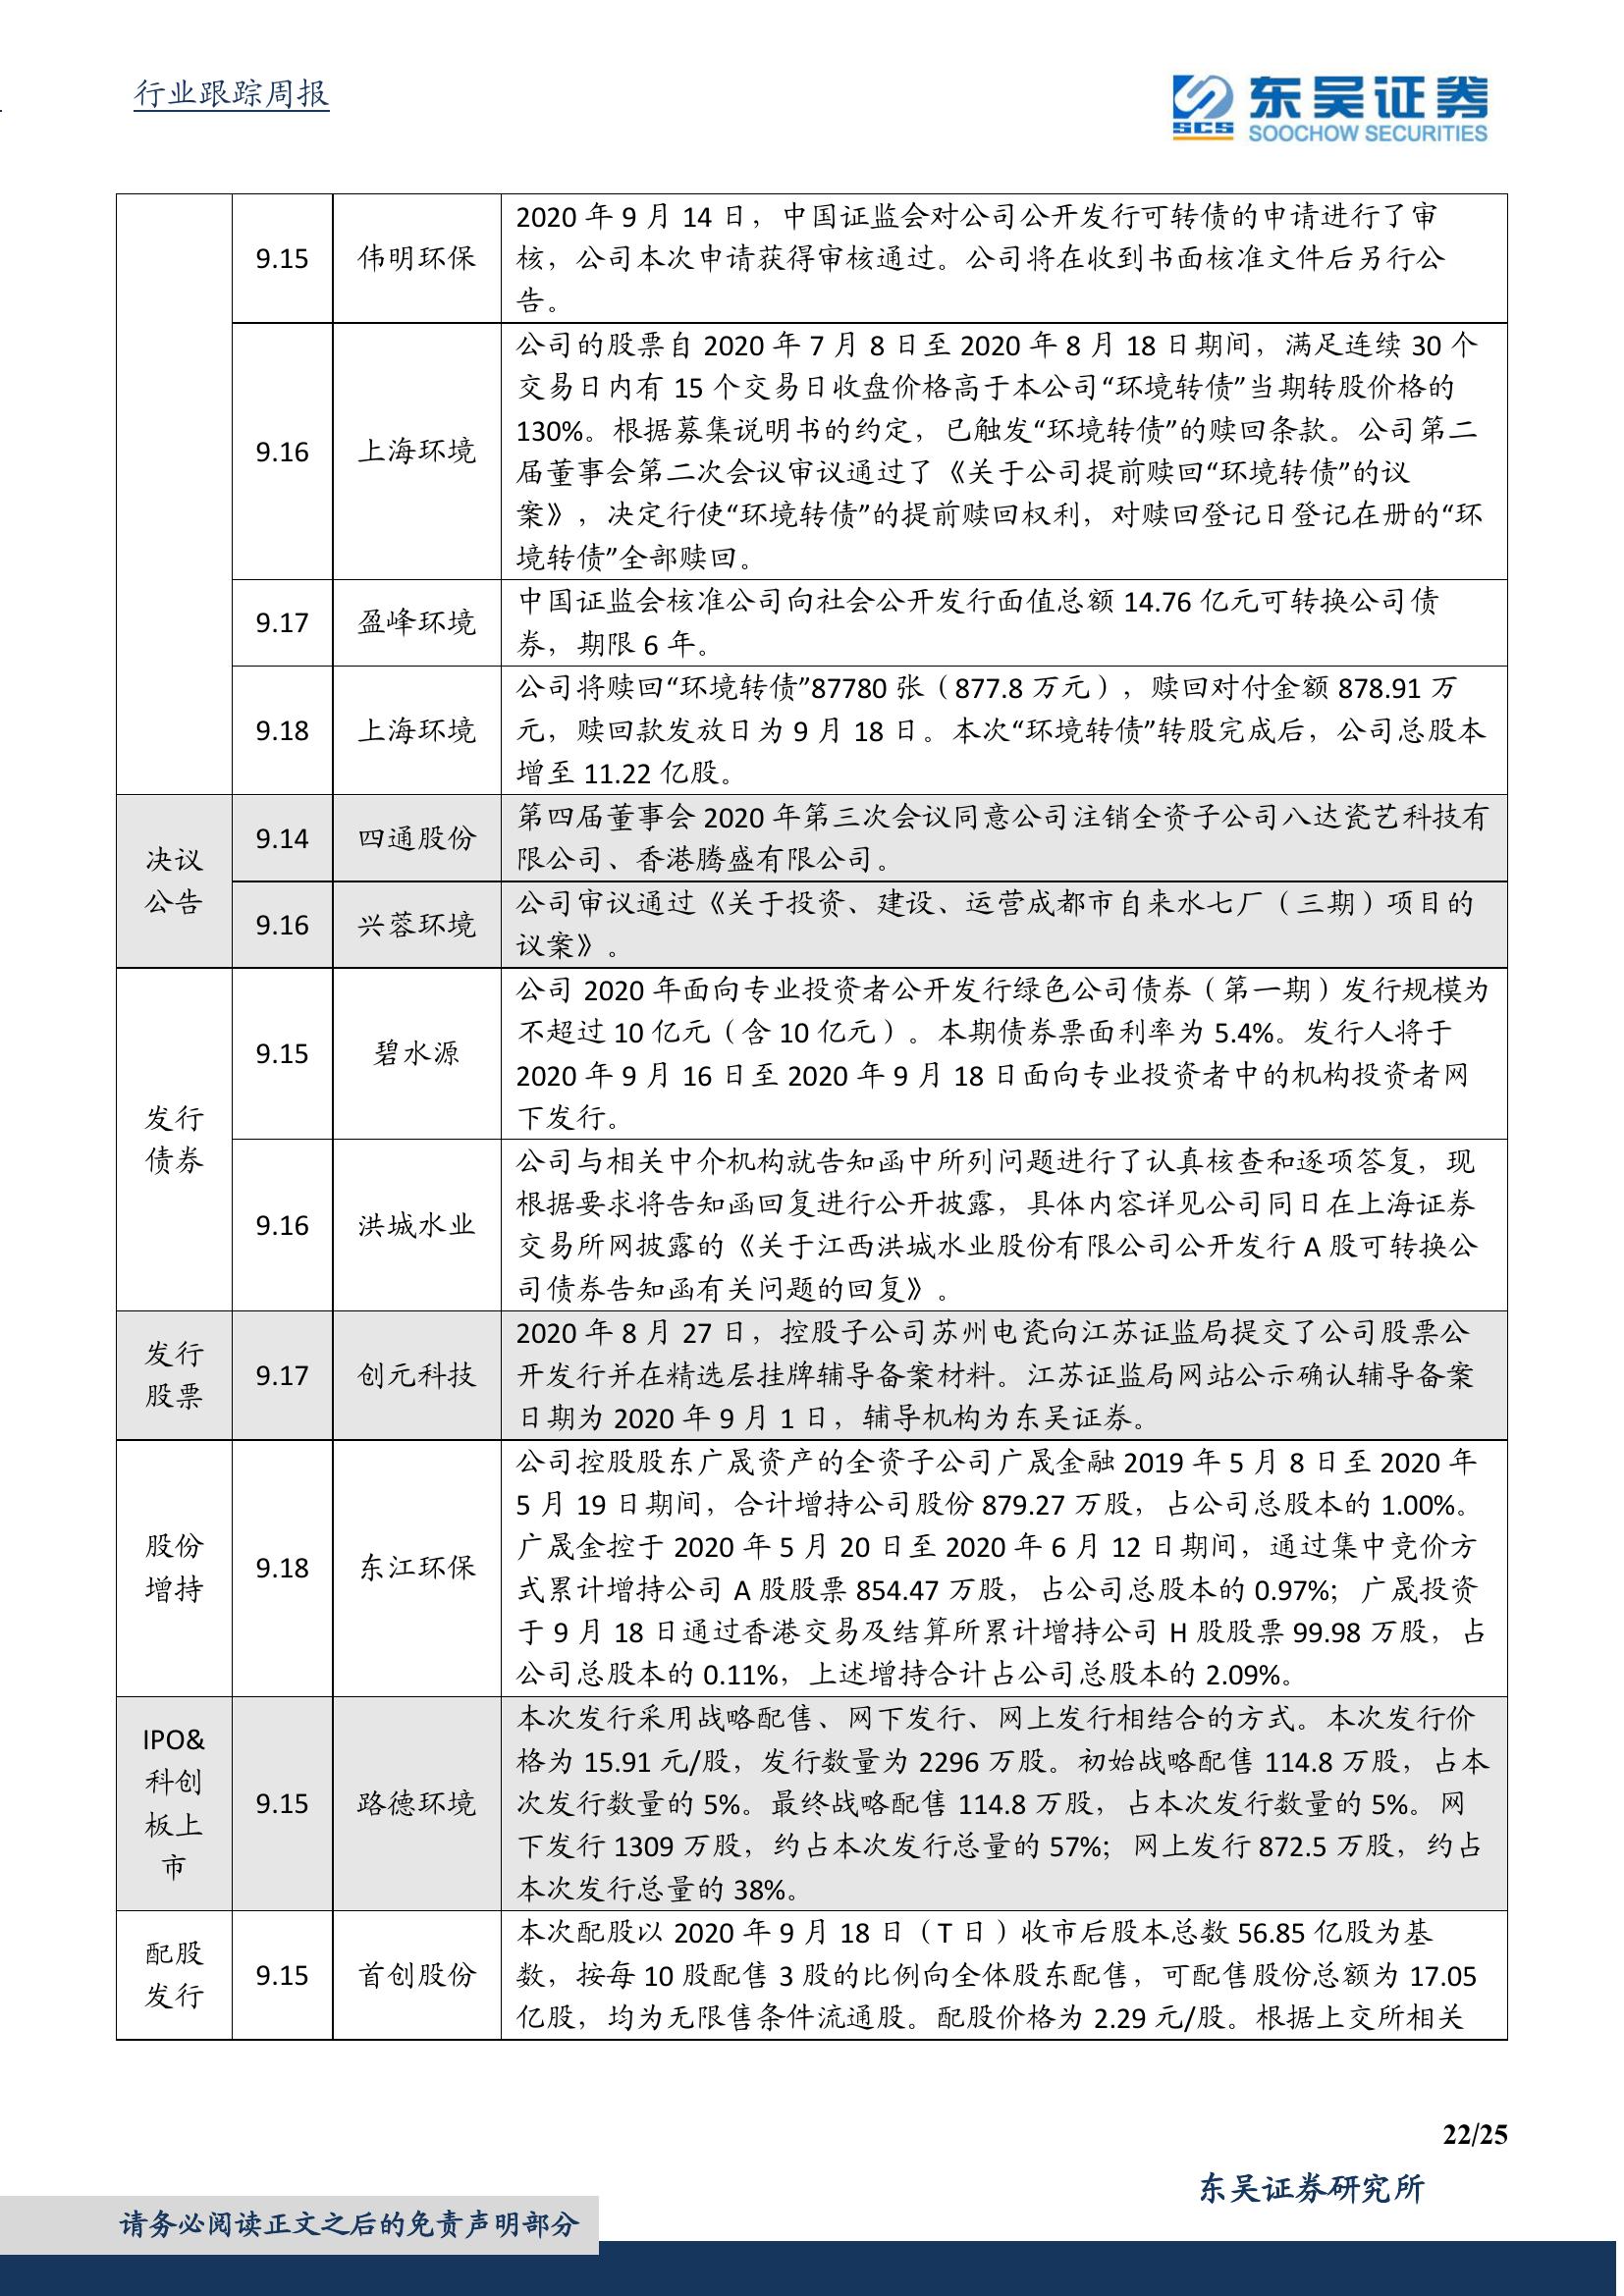 行业跟踪周报
SCS
东吴证券
SOOCHOW SECURITIES
9.15
伟明环保
2020 年 9 月 14 日，中国证监会对公司公开发行可转债的申请进行了审
核，公司本次申请获得审核通过。公司将在收到书面核准文件后另行公
告。
9.16
上海环境
公司的股票自 2020 年 7 月 8 日至 2020 年 8 月 18 日期间，满足连续 30 个
交易日内有 15 个交易日收盘价格高于本公司“环境转债”当期转股价格的
130%。根据募集说明书的约定，已触发“环境转债”的赎回条款。公司第二
届董事会第二次会议审议通过了《关于公司提前赎回“环境转债”的议
案》，决定行使“环境转债”的提前赎回权利，对赎回登记日登记在册的“环
境转债”全部赎回。
9.17
盈峰环境
中国证监会核准公司向社会公开发行面值总额 14.76 亿元可转换公司债
券，期限 6 年。
9.18
上海环境
公司将赎回“环境转债”87780 张（877.8 万元），赎回对付金额 878.91 万
元，赎回款发放日为 9 月 18 日。本次“环境转债”转股完成后，公司总股本
增至 11.22 亿股。
决议
公告
9.14
四通股份
第四届董事会 2020 年第三次会议同意公司注销全资子公司八达瓷艺科技有
限公司、香港腾盛有限公司。
9.16
兴蓉环境
公司审议通过《关于投资、建设、运营成都市自来水七厂（三期）项目的
议案》。
发行
债券
9.15
碧水源
公司 2020 年面向专业投资者公开发行绿色公司债券（第一期）发行规模为
不超过 10 亿元（含 10 亿元）。本期债券票面利率为 5.4%。发行人将于
2020 年 9 月 16 日至 2020 年 9 月 18 日面向专业投资者中的机构投资者网
下发行。
9.16
洪城水业
公司与相关中介机构就告知函中所列问题进行了认真核查和逐项答复，现
根据要求将告知函回复进行公开披露，具体内容详见公司同日在上海证券
交易所网披露的《关于江西洪城水业股份有限公司公开发行 A 股可转换公
司债券告知函有关问题的回复》。
发行
股票
9.17
创元科技
2020 年 8 月 27 日，控股子公司苏州电瓷向江苏证监局提交了公司股票公
开发行并在精选层挂牌辅导备案材料。江苏证监局网站公示确认辅导备案
日期为 2020 年 9 月 1 日，辅导机构为东吴证券。
股份
增持
9.18
东江环保
公司控股股东广晟资产的全资子公司广晟金融 2019 年 5 月 8 日至 2020 年
5 月 19 日期间，合计增持公司股份 879.27 万股，占公司总股本的 1.00%。
广晟金控于 2020 年 5 月 20 日至 2020 年 6 月 12 日期间，通过集中竞价方
式累计增持公司 A 股股票 854.47 万股，占公司总股本的 0.97%；广晟投资
于 9 月 18 日通过香港交易及结算所累计增持公司 H 股股票 99.98 万股，占
公司总股本的 0.11%，上述增持合计占公司总股本的 2.09%。
IPO&
科创
板上
市
9.15
路德环境
本次发行采用战略配售、网下发行、网上发行相结合的方式。本次发行价
格为 15.91 元/股，发行数量为 2296 万股。初始战略配售 114.8 万股，占本
次发行数量的 5%。最终战略配售 114.8 万股，占本次发行数量的 5%。网
下发行 1309 万股，约占本次发行总量的 57%；网上发行 872.5 万股，约占
本次发行总量的 38%。
配股
发行
9.15
首创股份
本次配股以 2020 年 9 月 18 日（T 日）收市后股本总数 56.85 亿股为基
数，按每 10 股配售 3 股的比例向全体股东配售，可配售股份总额为 17.05
亿股，均为无限售条件流通股。配股价格为 2.29 元/股。根据上交所相关
22/25
东吴证券研究所
请务必阅读正文之后的免责声明部分